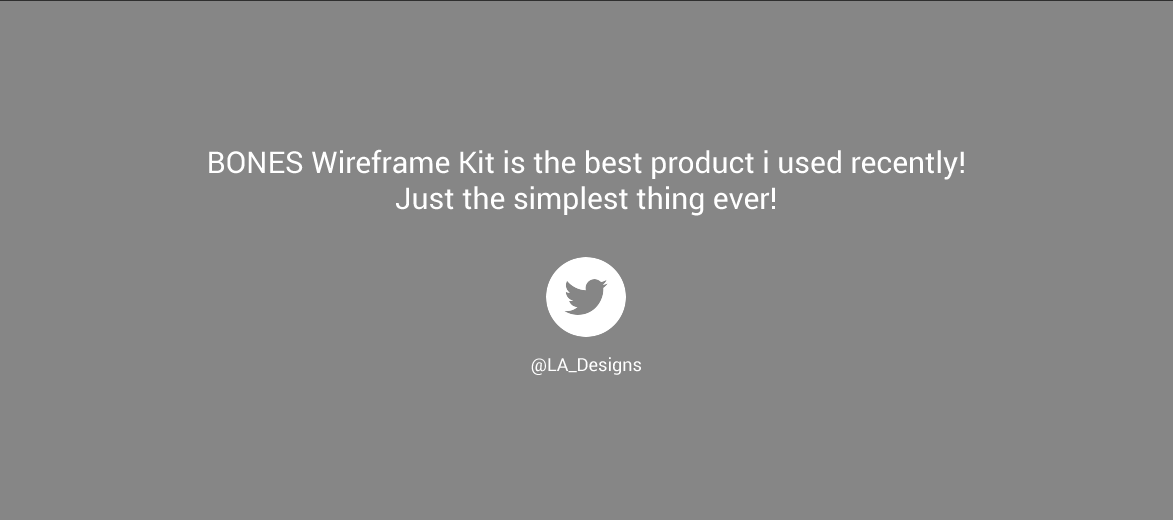 BONES Wireframe Kit is the best product i used recently!
Just the simplest thing ever!
@LA_Designs